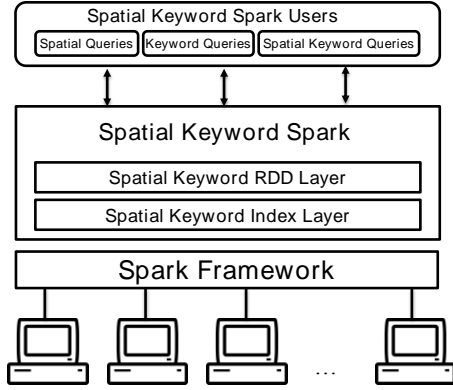 Spatial Keyword Spark Users
Spatial Queries Keyword Queries Spatial Keyword Queries
Spatial Keyword Spark
Spatial Keyword RDD Layer
Spatial Keyword Index Layer
Spark Framework
...